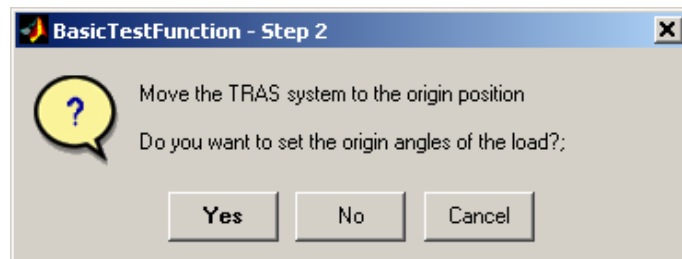 BasicTestFunction - Step 2
?
Move the TRAS system to the origin position
Do you want to set the origin angles of the load?;
Yes No Cancel